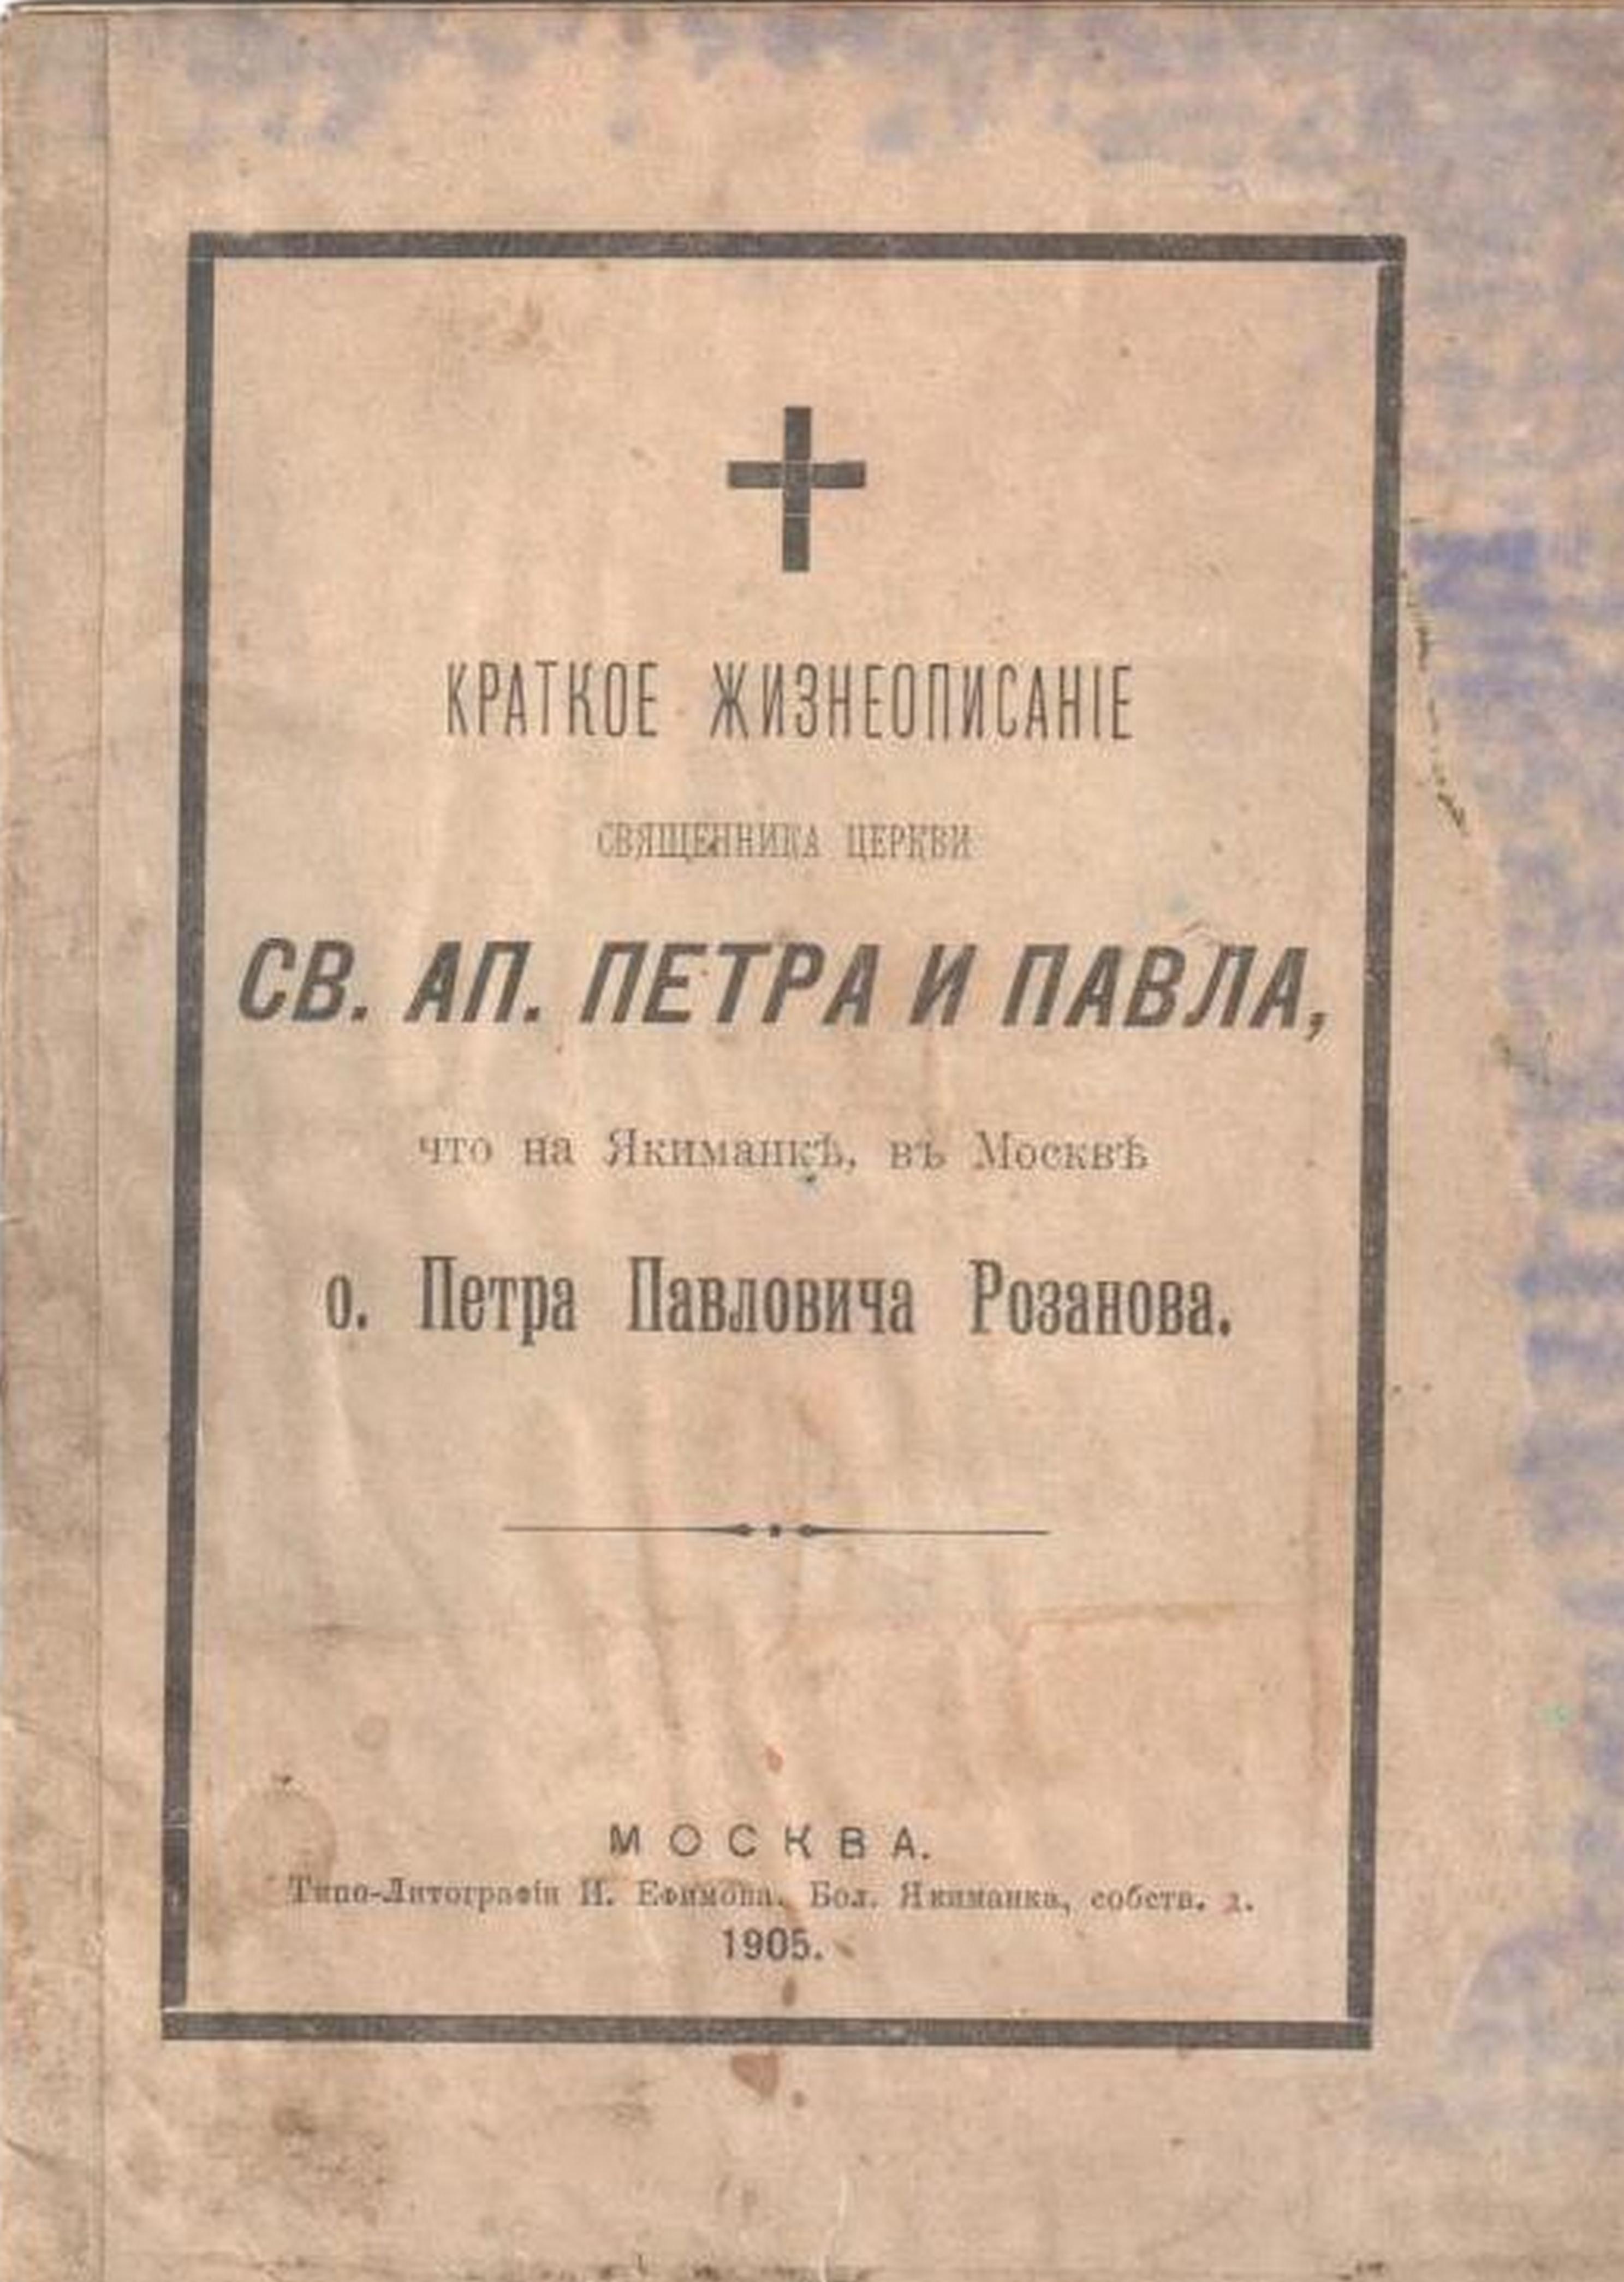 КРАТКОЕ ЖИЗНЕОПИСАНІЕ
СВЯЩЕННИКА ЦЕРКВИ
СВ. АП. ПЕТРА И ПАВЛА,
что на Якиманкѣ, въ Москвѣ
о. Петра Павловича Розанова.
МОСКВА.
Типо-Литографія И. Ефимова. Бол. Якиманка, собств. д.
1905.